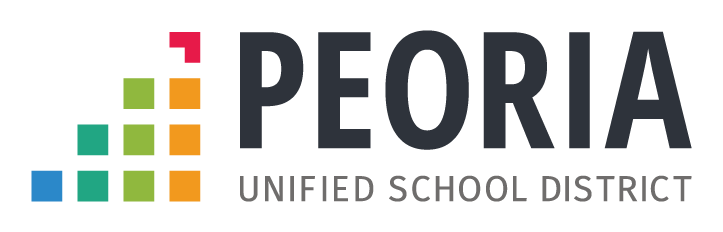 PEORIA
UNIFIED SCHOOL DISTRICT